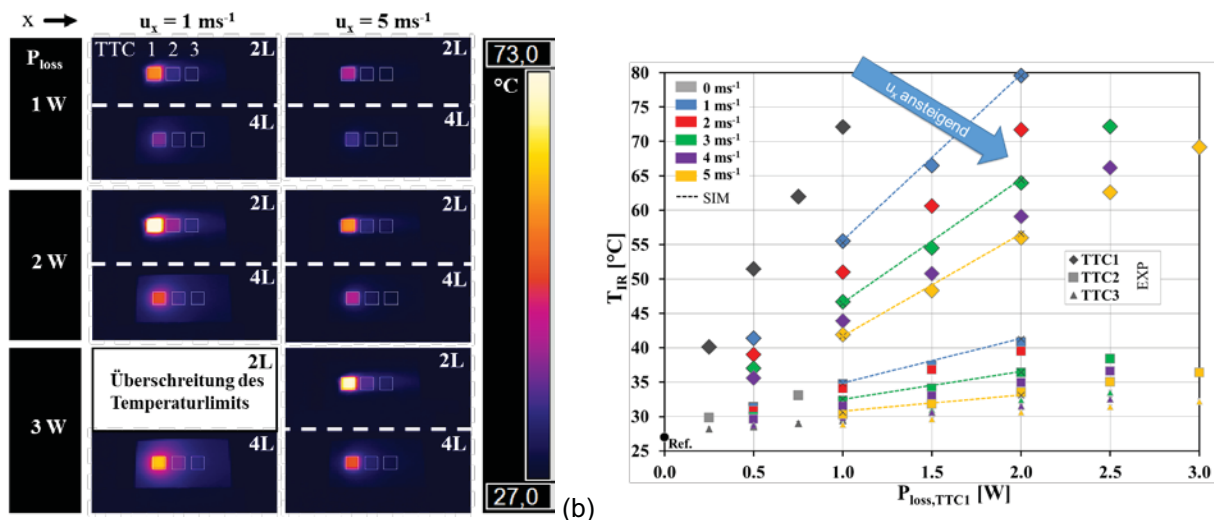 x
uₓ = 1 ms⁻¹
uₓ = 5 ms⁻¹
P_loss
1 W
TTC 1 2 3
2L
4L
2L
4L
2 W
2L
4L
2L
4L
3 W
2L
Überschreitung des
Temperaturlimits
4L
2L
4L
73,0
°C
27,0
(b)
T_IR [°C]
80
75
70
65
60
55
50
45
40
35
30
25
0 ms⁻¹
1 ms⁻¹
2 ms⁻¹
3 ms⁻¹
4 ms⁻¹
5 ms⁻¹
SIM
uₓ ansteigend
TTC1
TTC2
TTC3
EXP
Ref.
0.0 0.5 1.0 1.5 2.0 2.5 3.0
P_loss,TTC1 [W]